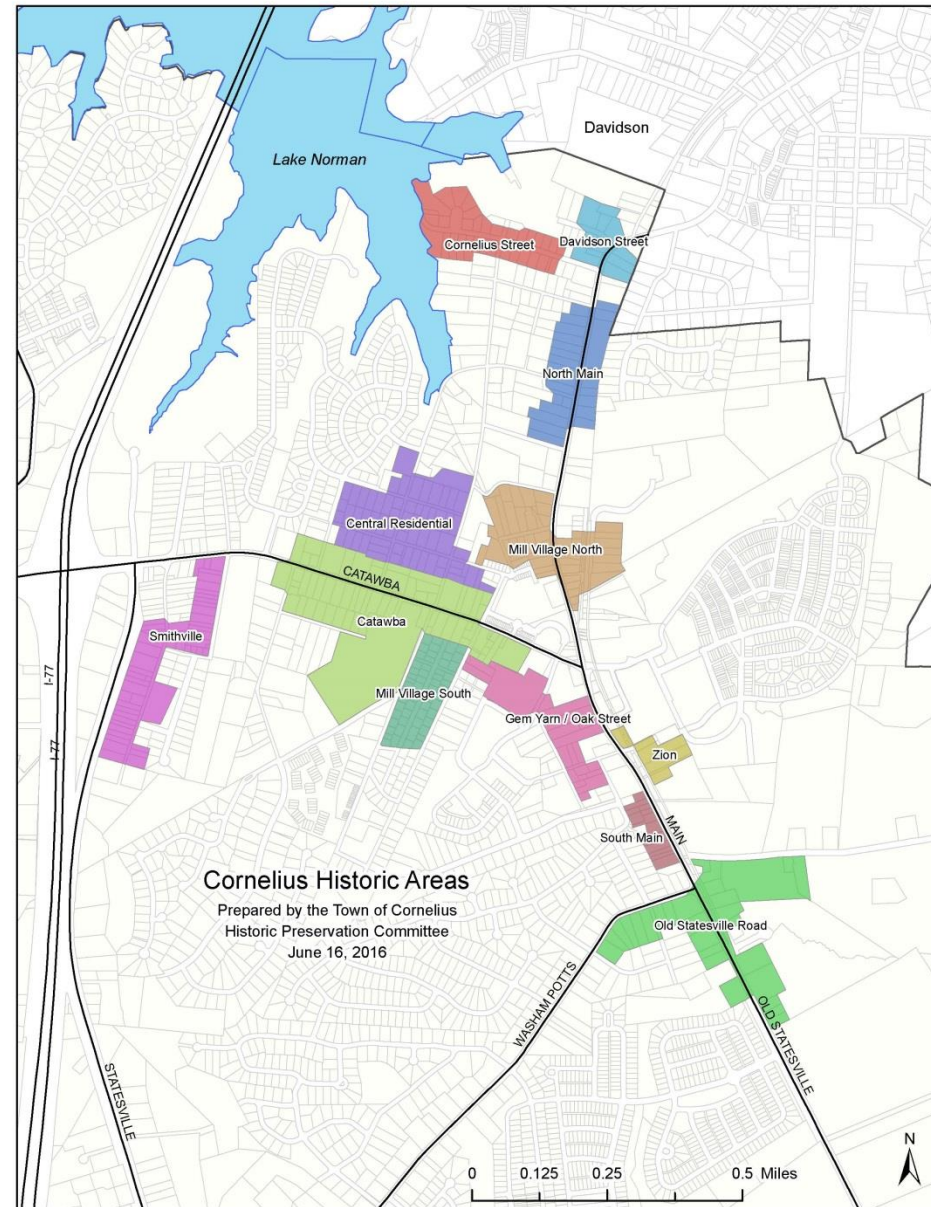 Davidson
Lake Norman
Cornelius Street
Davidson Street
North Main
Central Residential
Mill Village North
CATAWBA
Catawba
Smithville
Mill Village South
I-77
I-77
Gem Yarn / Oak Street
Zion
MAIN
South Main
Cornelius Historic Areas
Prepared by the Town of Cornelius
Historic Preservation Committee
June 16, 2016
Old Statesville Road
WASHAM POTTS
OLD STATESVILLE
STATESVILLE
N
0 0.125 0.25 0.5 Miles